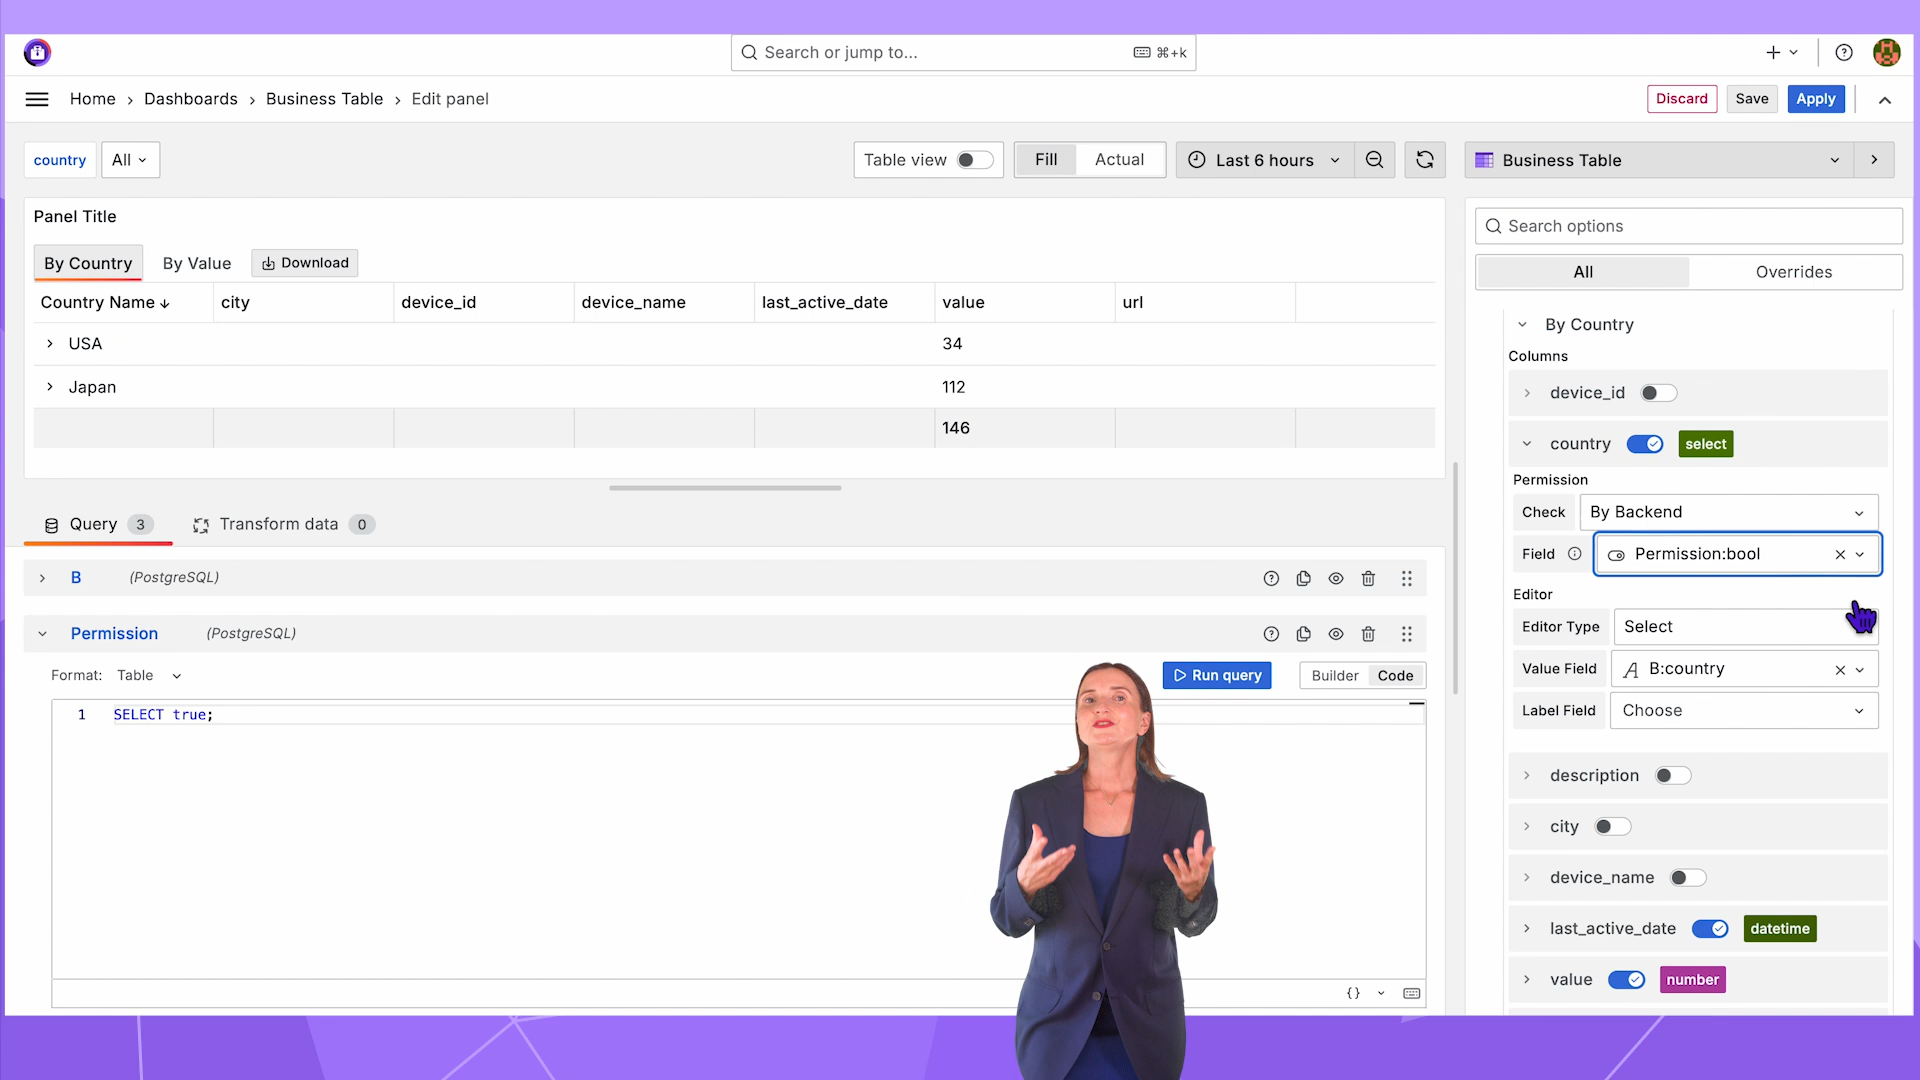 Search or jump to...
⌘+k
Home › Dashboards › Business Table › Edit panel
Discard
Save
Apply
country
All
Table view
Fill
Actual
Last 6 hours
Business Table
Panel Title
Search options
By Country
By Value
Download
All
Overrides
Country Name
city
device_id
device_name
last_active_date
value
url
USA
34
Japan
112
146
By Country
Columns
device_id
country
select
Permission
Check
By Backend
Field
Permission:bool
Editor
Editor Type
Select
Value Field
B:country
Label Field
Choose
description
city
device_name
last_active_date
datetime
value
number
Query 3
Transform data 0
B
(PostgreSQL)
Permission
(PostgreSQL)
Format: Table
Run query
Builder
Code
1 SELECT true;
{}